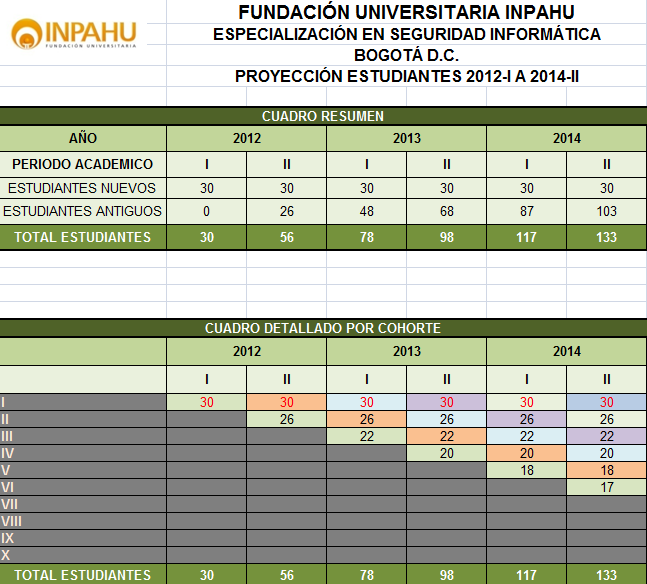 INPAHU
FUNDACIÓN UNIVERSITARIA
FUNDACIÓN UNIVERSITARIA INPAHU
ESPECIALIZACIÓN EN SEGURIDAD INFORMÁTICA
BOGOTÁ D.C.
PROYECCIÓN ESTUDIANTES 2012-I A 2014-II
CUADRO RESUMEN
AÑO 2012 2013 2014
PERIODO ACADEMICO I II I II I II
ESTUDIANTES NUEVOS 30 30 30 30 30 30
ESTUDIANTES ANTIGUOS 0 26 48 68 87 103
TOTAL ESTUDIANTES 30 56 78 98 117 133
CUADRO DETALLADO POR COHORTE
2012 2013 2014
I II I II I II
I 30 30 30 30 30 30
II 26 26 26 26 26
III 22 22 22 22
IV 20 20 20
V 18 18
VI 17
VII
VIII
IX
X
TOTAL ESTUDIANTES 30 56 78 98 117 133